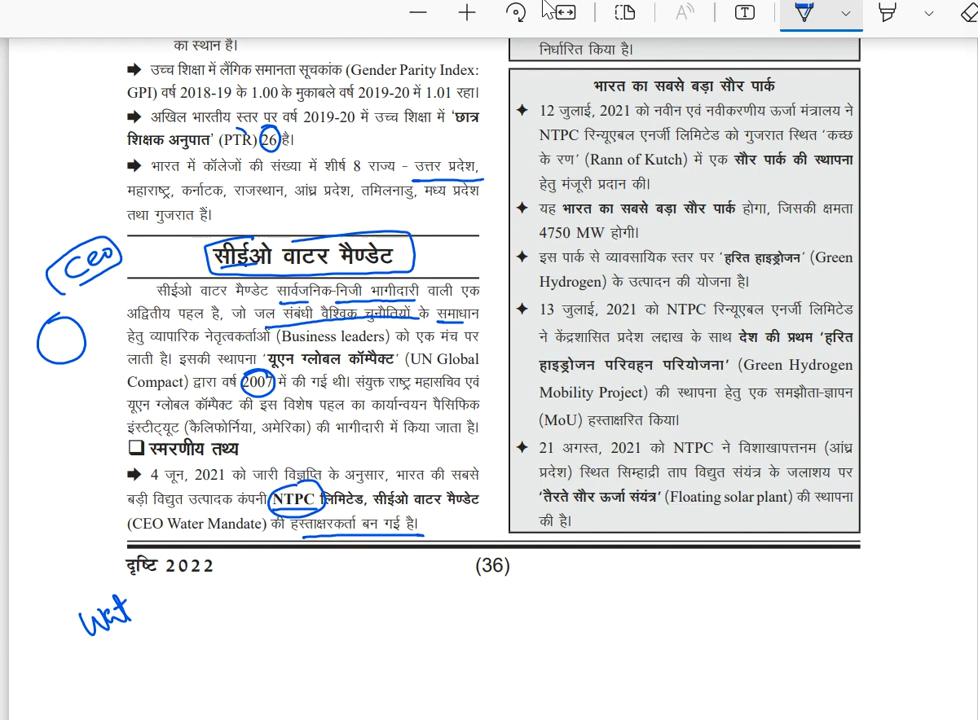 का स्थान है।
➡ उच्च शिक्षा में लैंगिक समानता सूचकांक (Gender Parity Index:
GPI) वर्ष 2018-19 के 1.00 के मुकाबले वर्ष 2019-20 में 1.01 रहा।
➡ अखिल भारतीय स्तर पर वर्ष 2019-20 में उच्च शिक्षा में ‘छात्र
शिक्षक अनुपात’ (PTR) 26 है।
➡ भारत में कॉलेजों की संख्या में शीर्ष 8 राज्य - उत्तर प्रदेश,
महाराष्ट्र, कर्नाटक, राजस्थान, आंध्र प्रदेश, तमिलनाडु, मध्य प्रदेश
तथा गुजरात हैं।
Ceo
सीईओ वाटर मैण्डेट
सीईओ वाटर मैण्डेट सार्वजनिक-निजी भागीदारी वाली एक
अद्वितीय पहल है, जो जल संबंधी वैश्विक चुनौतियों के समाधान
हेतु व्यापारिक नेतृत्वकर्ताओं (Business leaders) को एक मंच पर
लाती है। इसकी स्थापना ‘यूएन ग्लोबल कॉम्पैक्ट’ (UN Global
Compact) द्वारा वर्ष 2007 में की गई थी। संयुक्त राष्ट्र महासचिव एवं
यूएन ग्लोबल कॉम्पैक्ट की इस विशेष पहल का कार्यान्वयन पैसिफिक
इंस्टीट्यूट (कैलिफोर्निया, अमेरिका) की भागीदारी में किया जाता है।
❑ स्मरणीय तथ्य
➡ 4 जून, 2021 को जारी विज्ञप्ति के अनुसार, भारत की सबसे
बड़ी विद्युत उत्पादक कंपनी NTPC लिमिटेड, सीईओ वाटर मैण्डेट
(CEO Water Mandate) की हस्ताक्षरकर्ता बन गई है।
निर्धारित किया है।
भारत का सबसे बड़ा सौर पार्क
✦ 12 जुलाई, 2021 को नवीन एवं नवीकरणीय ऊर्जा मंत्रालय ने
NTPC रिन्यूएबल एनर्जी लिमिटेड को गुजरात स्थित ‘कच्छ
के रण’ (Rann of Kutch) में एक सौर पार्क की स्थापना
हेतु मंजूरी प्रदान की।
✦ यह भारत का सबसे बड़ा सौर पार्क होगा, जिसकी क्षमता
4750 MW होगी।
✦ इस पार्क से व्यावसायिक स्तर पर ‘हरित हाइड्रोजन’ (Green
Hydrogen) के उत्पादन की योजना है।
✦ 13 जुलाई, 2021 को NTPC रिन्यूएबल एनर्जी लिमिटेड
ने केंद्रशासित प्रदेश लद्दाख के साथ देश की प्रथम ‘हरित
हाइड्रोजन परिवहन परियोजना’ (Green Hydrogen
Mobility Project) की स्थापना हेतु एक समझौता-ज्ञापन
(MoU) हस्ताक्षरित किया।
✦ 21 अगस्त, 2021 को NTPC ने विशाखापत्तनम (आंध्र
प्रदेश) स्थित सिम्हाद्री ताप विद्युत संयंत्र के जलाशय पर
‘तैरते सौर ऊर्जा संयंत्र’ (Floating solar plant) की स्थापना
की है।
दृष्टि 2022
(36)
Wat